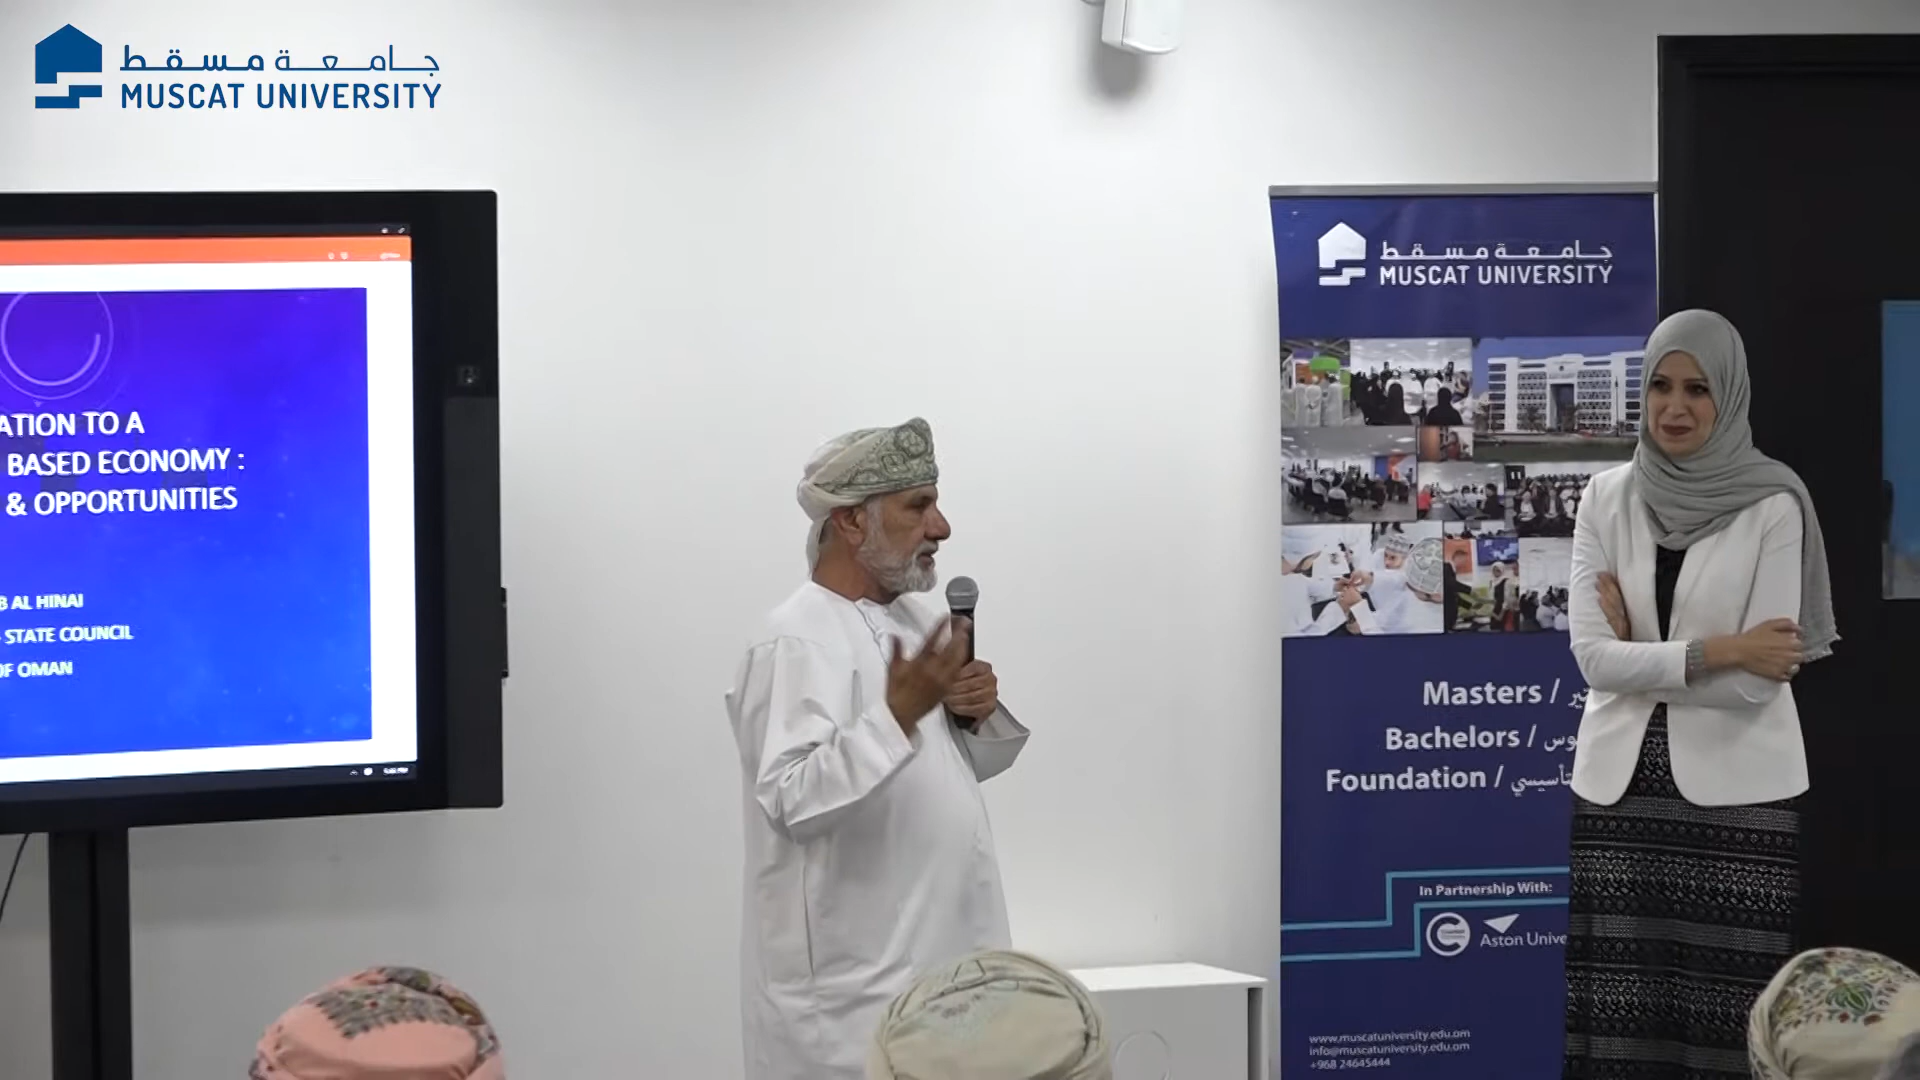 جامعة مسقط
MUSCAT UNIVERSITY
ATION TO A
BASED ECONOMY :
& OPPORTUNITIES
B AL HINAI
- STATE COUNCIL
OF OMAN
جامعة مسقط
MUSCAT UNIVERSITY
Masters /
Bachelors /
Foundation /
In Partnership With:
Aston Unive
www.muscatuniversity.edu.om
info@muscatuniversity.edu.om
+968 24645444